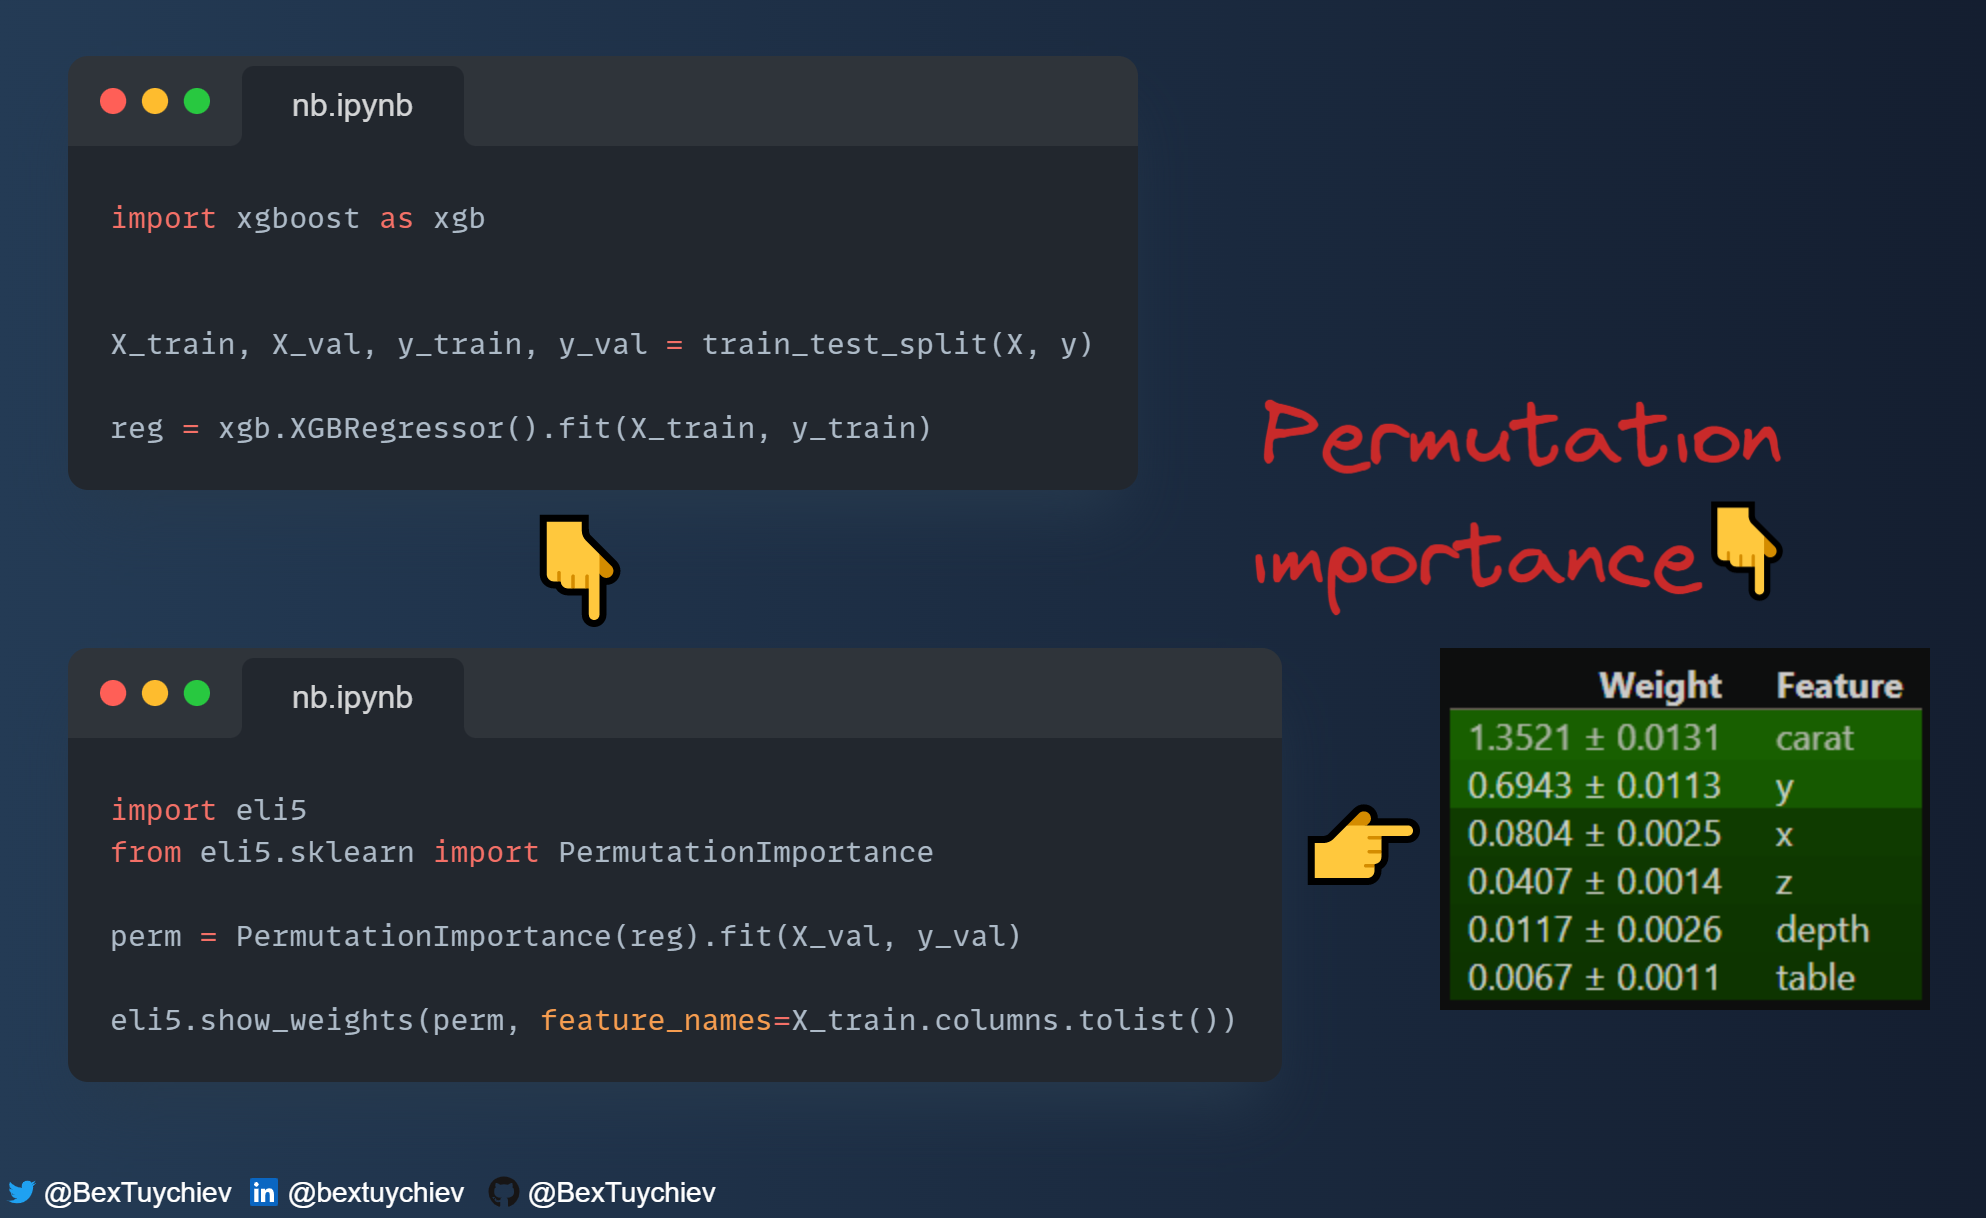 nb.ipynb
import xgboost as xgb
X_train, X_val, y_train, y_val = train_test_split(X, y)
reg = xgb.XGBRegressor().fit(X_train, y_train)
Permutation
importance
nb.ipynb
import eli5
from eli5.sklearn import PermutationImportance
perm = PermutationImportance(reg).fit(X_val, y_val)
eli5.show_weights(perm, feature_names=X_train.columns.tolist())
Weight Feature
1.3521 ± 0.0131 carat
0.6943 ± 0.0113 y
0.0804 ± 0.0025 x
0.0407 ± 0.0014 z
0.0117 ± 0.0026 depth
0.0067 ± 0.0011 table
@BexTuychiev in @bextuychiev @BexTuychiev